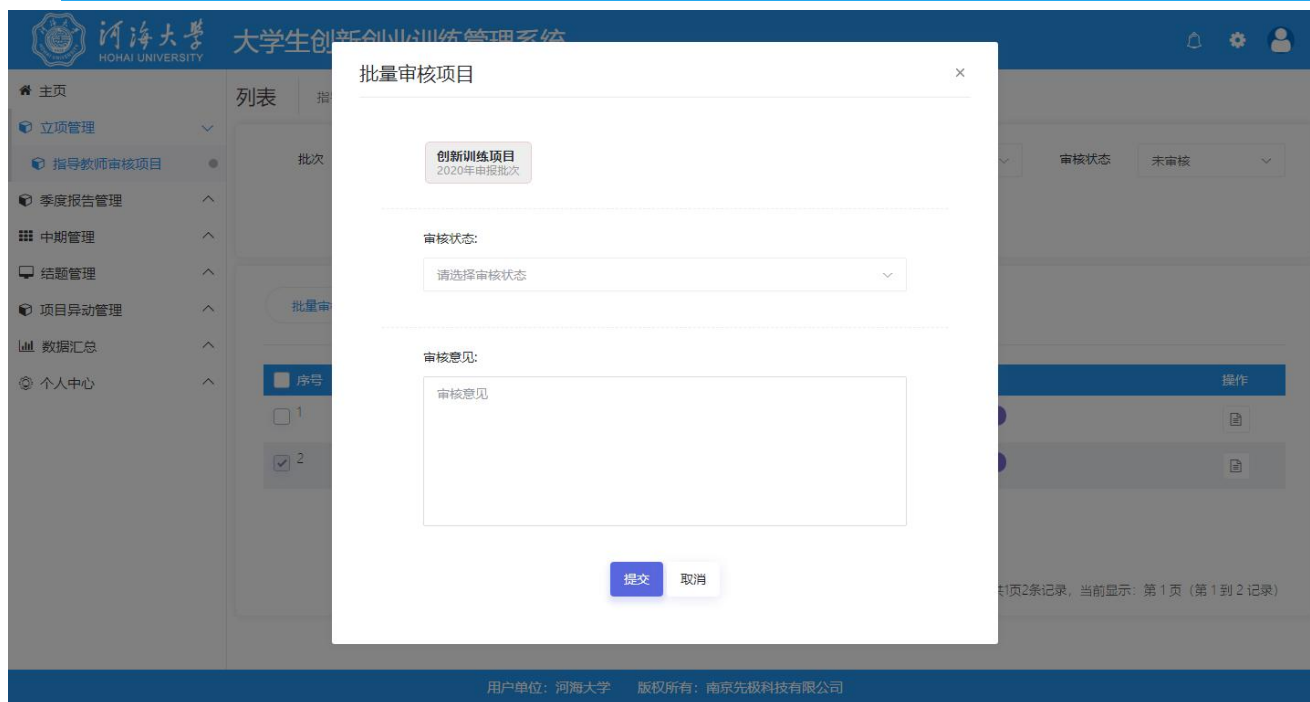 河海大学
HOHAI UNIVERSITY
大学生创新创业训练管理系统
主页
立项管理
指导教师审核项目
季度报告管理
中期管理
结题管理
项目异动管理
数据汇总
个人中心
列表
批次
审核状态
未审核
批量审
序号
操作
1
2
批量审核项目
×
创新训练项目
2020年申报批次
审核状态:
请选择审核状态
审核意见:
审核意见
提交
取消
1页2条记录，当前显示：第 1 页（第 1 到 2 记录）
用户单位：河海大学 版权所有：南京先极科技有限公司